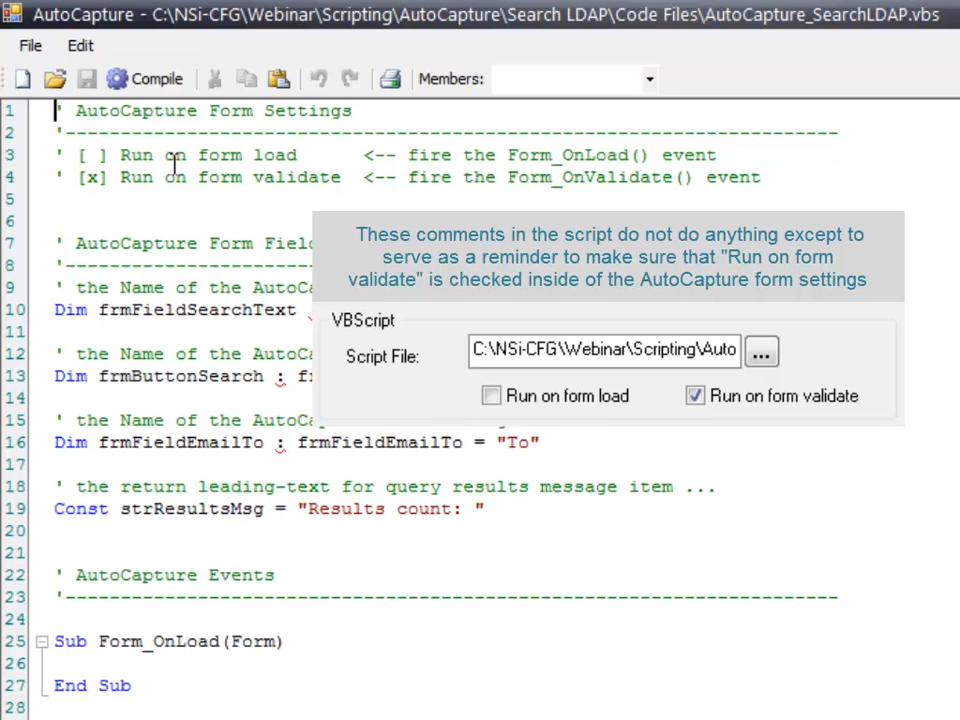 AutoCapture - C:\NSi-CFG\Webinar\Scripting\AutoCapture\Search LDAP\Code Files\AutoCapture_SearchLDAP.vbs
File Edit
Compile Members:
1 ' AutoCapture Form Settings
2 '----------------------------------------------------------------------
3 ' [ ] Run on form load <-- fire the Form_OnLoad() event
4 ' [x] Run on form validate <-- fire the Form_OnValidate() event
5
6
7 ' AutoCapture Form Fiel
8 '----------------------
9 ' the Name of the AutoCa
10 Dim frmFieldSearchText
11
12 ' the Name of the AutoCa
13 Dim frmButtonSearch : f
14
15 ' the Name of the AutoCa
16 Dim frmFieldEmailTo : frmFieldEmailTo = "To"
17
18 ' the return leading-text for query results message item ...
19 Const strResultsMsg = "Results count: "
20
21
22 ' AutoCapture Events
23 '----------------------------------------------------------------------
24
25 Sub Form_OnLoad(Form)
26
27 End Sub
28
These comments in the script do not do anything except to
serve as a reminder to make sure that "Run on form
validate" is checked inside of the AutoCapture form settings
VBScript
Script File: C:\NSi-CFG\Webinar\Scripting\Auto ...
Run on form load Run on form validate